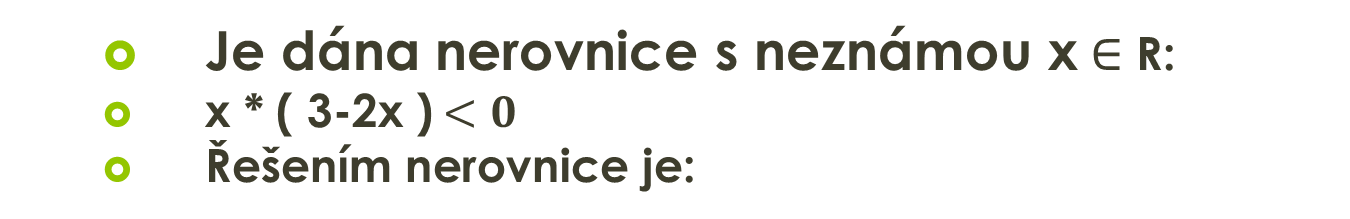 Je dána nerovnice s neznámou x ∈ R:
x * ( 3-2x ) < 0
Řešením nerovnice je: